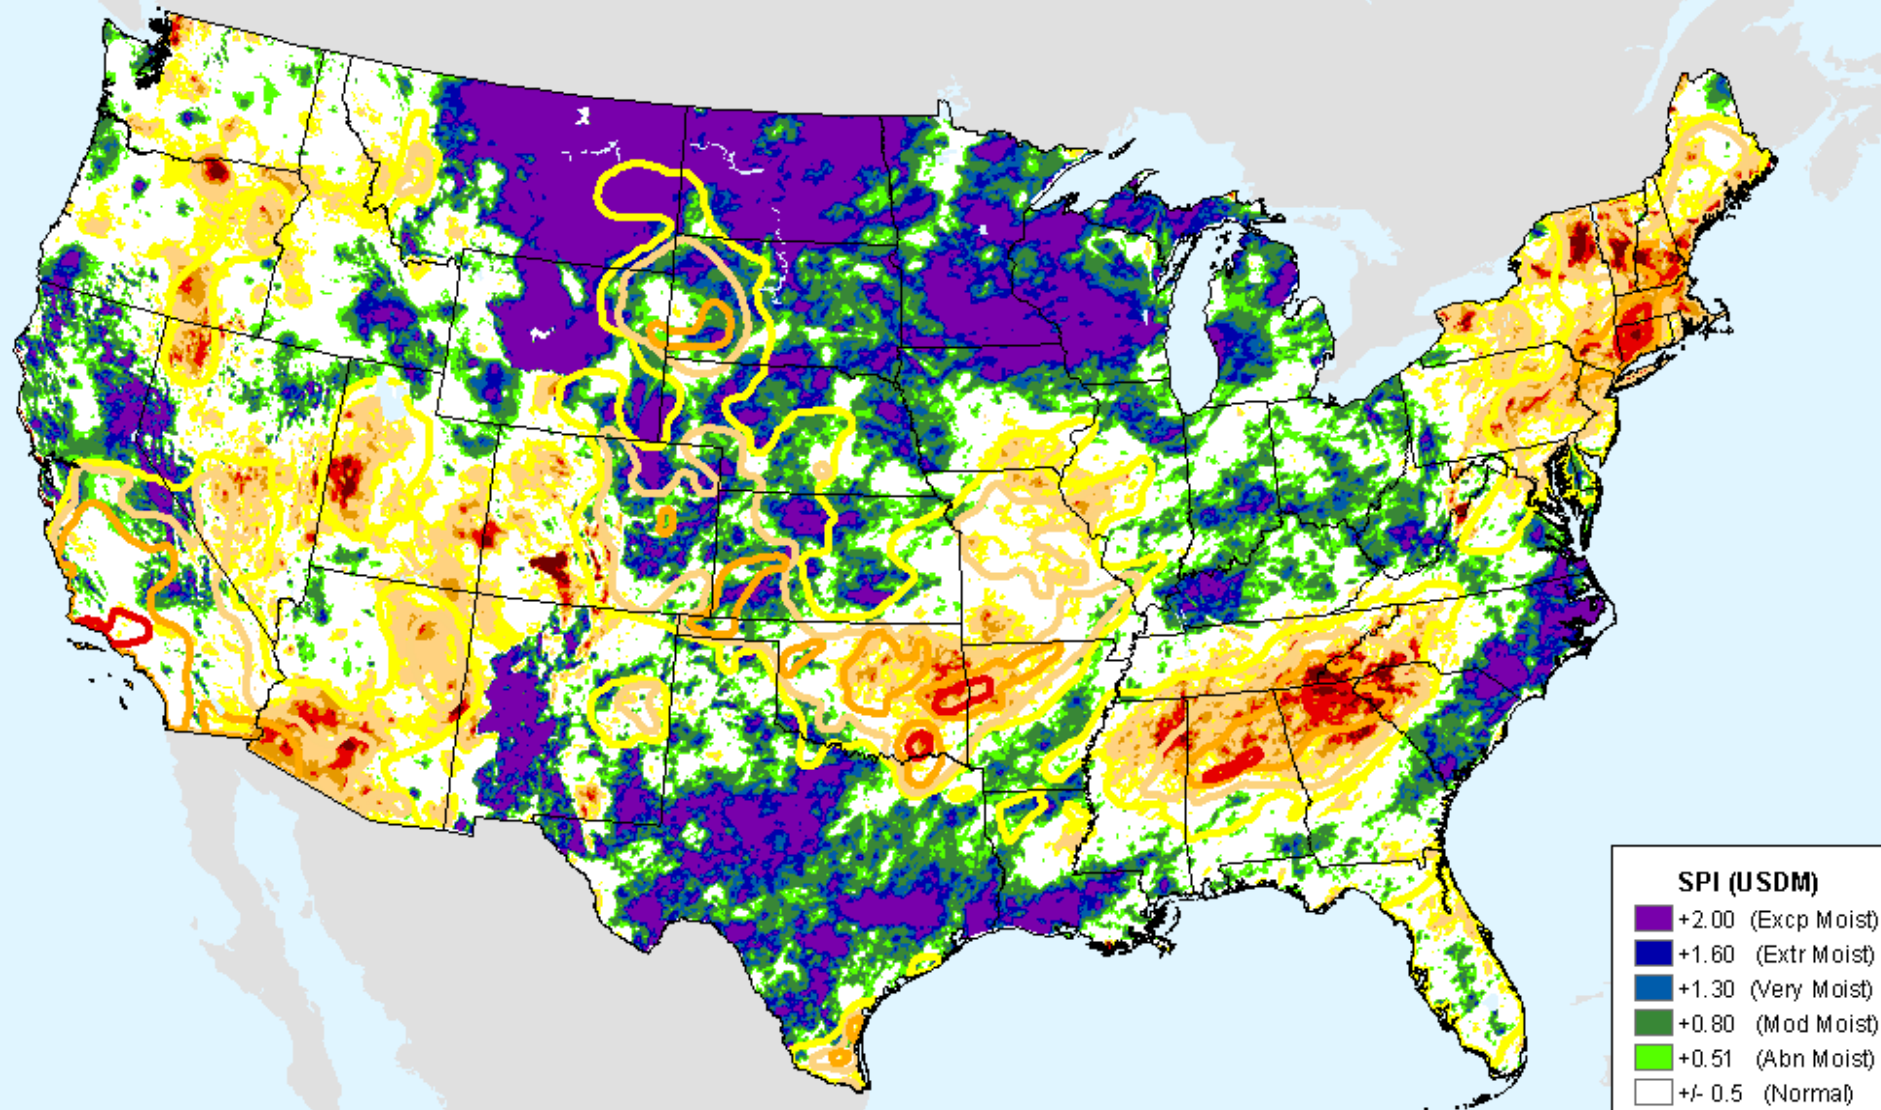 SPI (USDM)
+2.00 (Excp Moist)
+1.60 (Extr Moist)
+1.30 (Very Moist)
+0.80 (Mod Moist)
+0.51 (Abn Moist)
+/- 0.5 (Normal)